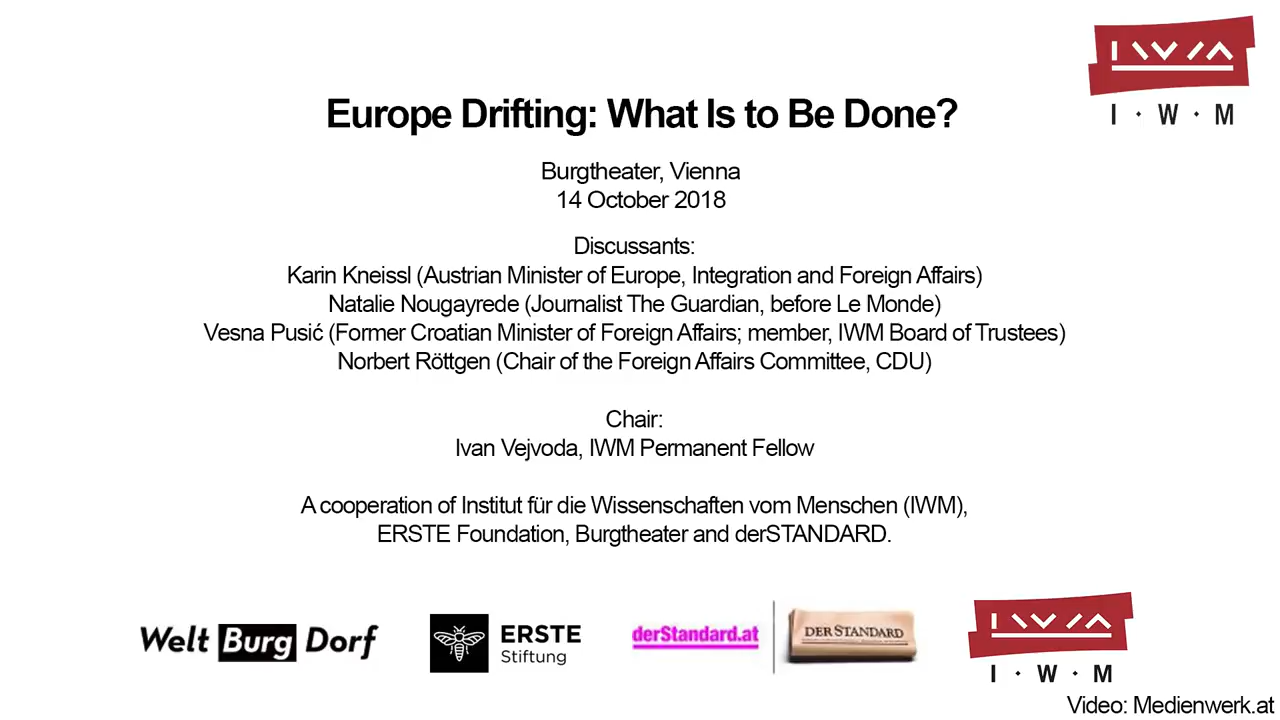 I · W · M
Europe Drifting: What Is to Be Done?
Burgtheater, Vienna
14 October 2018
Discussants:
Karin Kneissl (Austrian Minister of Europe, Integration and Foreign Affairs)
Natalie Nougayrede (Journalist The Guardian, before Le Monde)
Vesna Pusić (Former Croatian Minister of Foreign Affairs; member, IWM Board of Trustees)
Norbert Röttgen (Chair of the Foreign Affairs Committee, CDU)
Chair:
Ivan Vejvoda, IWM Permanent Fellow
A cooperation of Institut für die Wissenschaften vom Menschen (IWM),
ERSTE Foundation, Burgtheater and derSTANDARD.
Welt Burg Dorf
ERSTE
Stiftung
derStandard.at
DER STANDARD
I · W · M
Video: Medienwerk.at